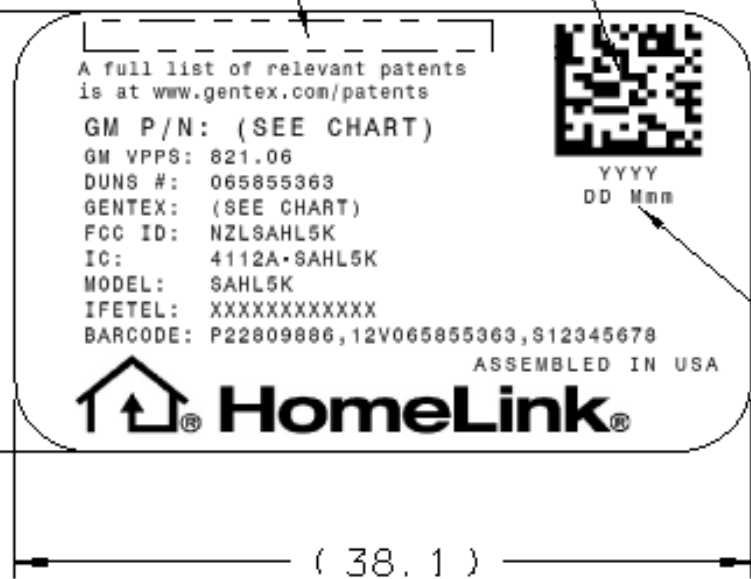 A full list of relevant patents
is at www.gentex.com/patents
GM P/N: (SEE CHART)
GM VPPS: 821.06
DUNS #: 065855363
GENTEX: (SEE CHART)
FCC ID: NZLSAHL5K
IC: 4112A-SAHL5K
MODEL: SAHL5K
IFETEL: XXXXXXXXXXXX
BARCODE: P22809886,12V065855363,S12345678
YYYY
DD Mmm
ASSEMBLED IN USA
® HomeLink®
(38.1)